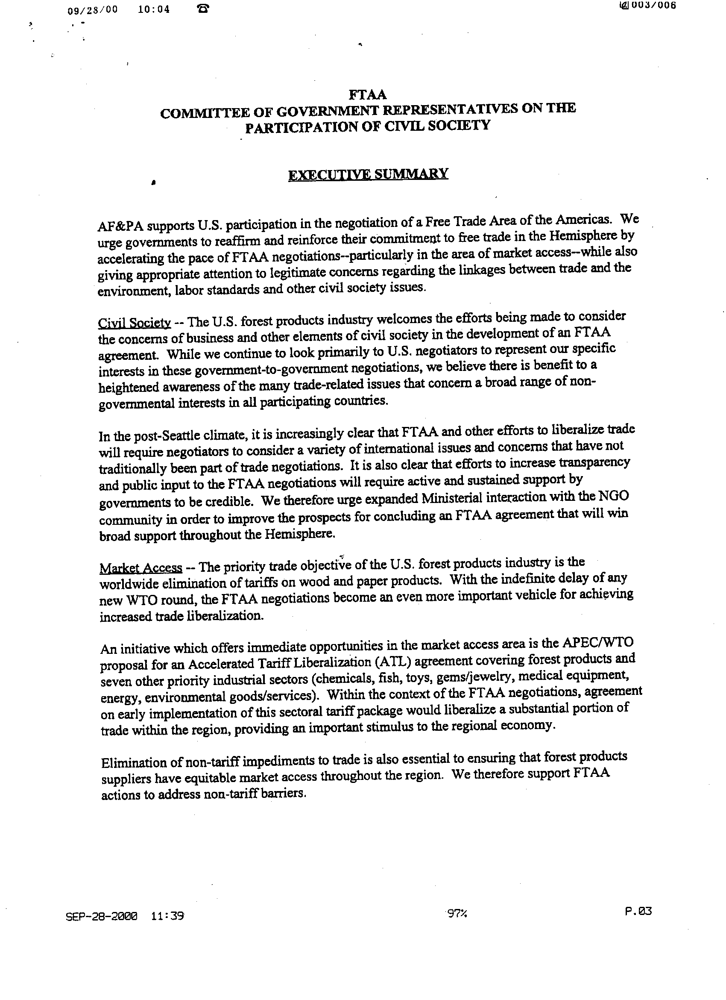 09/28/00 10:04 ☎ 003/006
FTAA
COMMITTEE OF GOVERNMENT REPRESENTATIVES ON THE
PARTICIPATION OF CIVIL SOCIETY
EXECUTIVE SUMMARY
AF&PA supports U.S. participation in the negotiation of a Free Trade Area of the Americas. We
urge governments to reaffirm and reinforce their commitment to free trade in the Hemisphere by
accelerating the pace of FTAA negotiations--particularly in the area of market access--while also
giving appropriate attention to legitimate concerns regarding the linkages between trade and the
environment, labor standards and other civil society issues.
Civil Society -- The U.S. forest products industry welcomes the efforts being made to consider
the concerns of business and other elements of civil society in the development of an FTAA
agreement. While we continue to look primarily to U.S. negotiators to represent our specific
interests in these government-to-government negotiations, we believe there is benefit to a
heightened awareness of the many trade-related issues that concern a broad range of non-
governmental interests in all participating countries.
In the post-Seattle climate, it is increasingly clear that FTAA and other efforts to liberalize trade
will require negotiators to consider a variety of international issues and concerns that have not
traditionally been part of trade negotiations. It is also clear that efforts to increase transparency
and public input to the FTAA negotiations will require active and sustained support by
governments to be credible. We therefore urge expanded Ministerial interaction with the NGO
community in order to improve the prospects for concluding an FTAA agreement that will win
broad support throughout the Hemisphere.
Market Access -- The priority trade objective of the U.S. forest products industry is the
worldwide elimination of tariffs on wood and paper products. With the indefinite delay of any
new WTO round, the FTAA negotiations become an even more important vehicle for achieving
increased trade liberalization.
An initiative which offers immediate opportunities in the market access area is the APEC/WTO
proposal for an Accelerated Tariff Liberalization (ATL) agreement covering forest products and
seven other priority industrial sectors (chemicals, fish, toys, gems/jewelry, medical equipment,
energy, environmental goods/services). Within the context of the FTAA negotiations, agreement
on early implementation of this sectoral tariff package would liberalize a substantial portion of
trade within the region, providing an important stimulus to the regional economy.
Elimination of non-tariff impediments to trade is also essential to ensuring that forest products
suppliers have equitable market access throughout the region. We therefore support FTAA
actions to address non-tariff barriers.
SEP-28-2000 11:39 97% P.03